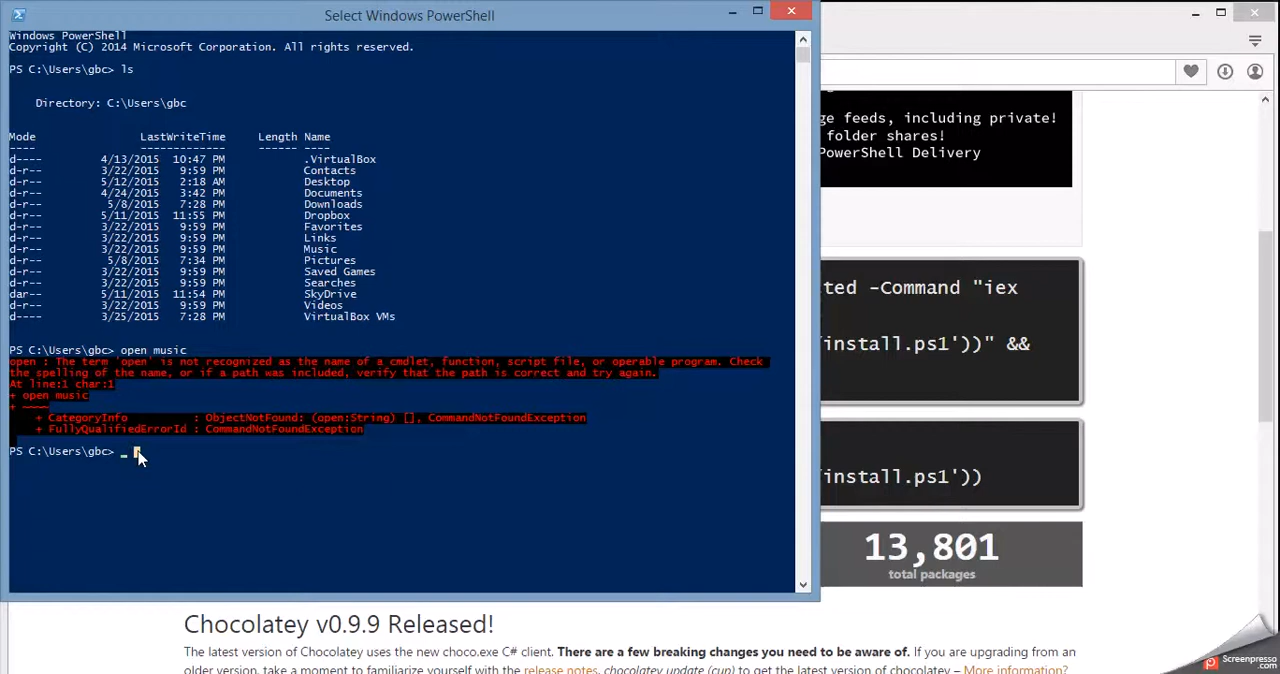 Select Windows PowerShell
Windows PowerShell
Copyright (C) 2014 Microsoft Corporation. All rights reserved.
PS C:\Users\gbc> ls
Directory: C:\Users\gbc
Mode LastWriteTime Length Name
---- ------------- ------ ----
d---- 4/13/2015 10:47 PM .VirtualBox
d-r-- 3/22/2015 9:59 PM Contacts
d-r-- 5/12/2015 2:18 AM Desktop
d-r-- 4/24/2015 3:42 PM Documents
d-r-- 5/8/2015 7:28 PM Downloads
d-r-- 5/11/2015 11:55 PM Dropbox
d-r-- 3/22/2015 9:59 PM Favorites
d-r-- 3/22/2015 9:59 PM Links
d-r-- 3/22/2015 9:59 PM Music
d-r-- 5/8/2015 7:34 PM Pictures
d-r-- 3/22/2015 9:59 PM Saved Games
d-r-- 3/22/2015 9:59 PM Searches
dar-- 5/11/2015 11:54 PM SkyDrive
d-r-- 3/22/2015 9:59 PM Videos
d---- 3/25/2015 7:28 PM VirtualBox VMs
PS C:\Users\gbc> open music
open : The term 'open' is not recognized as the name of a cmdlet, function, script file, or operable program. Check
the spelling of the name, or if a path was included, verify that the path is correct and try again.
At line:1 char:1
+ open music
+ ~~~~
+ CategoryInfo : ObjectNotFound: (open:String) [], CommandNotFoundException
+ FullyQualifiedErrorId : CommandNotFoundException
PS C:\Users\gbc> _
ge feeds, including private!
folder shares!
PowerShell Delivery
ted -Command "iex
/install.ps1'))" &&
/install.ps1'))
13,801
total packages
Chocolatey v0.9.9 Released!
The latest version of Chocolatey uses the new choco.exe C# client. There are a few breaking changes you need to be aware of. If you are upgrading from an
older version, take a moment to familiarize yourself with the release notes. chocolatey update (cup) to get the latest version of chocolatey – More information?
Screenpresso
.com